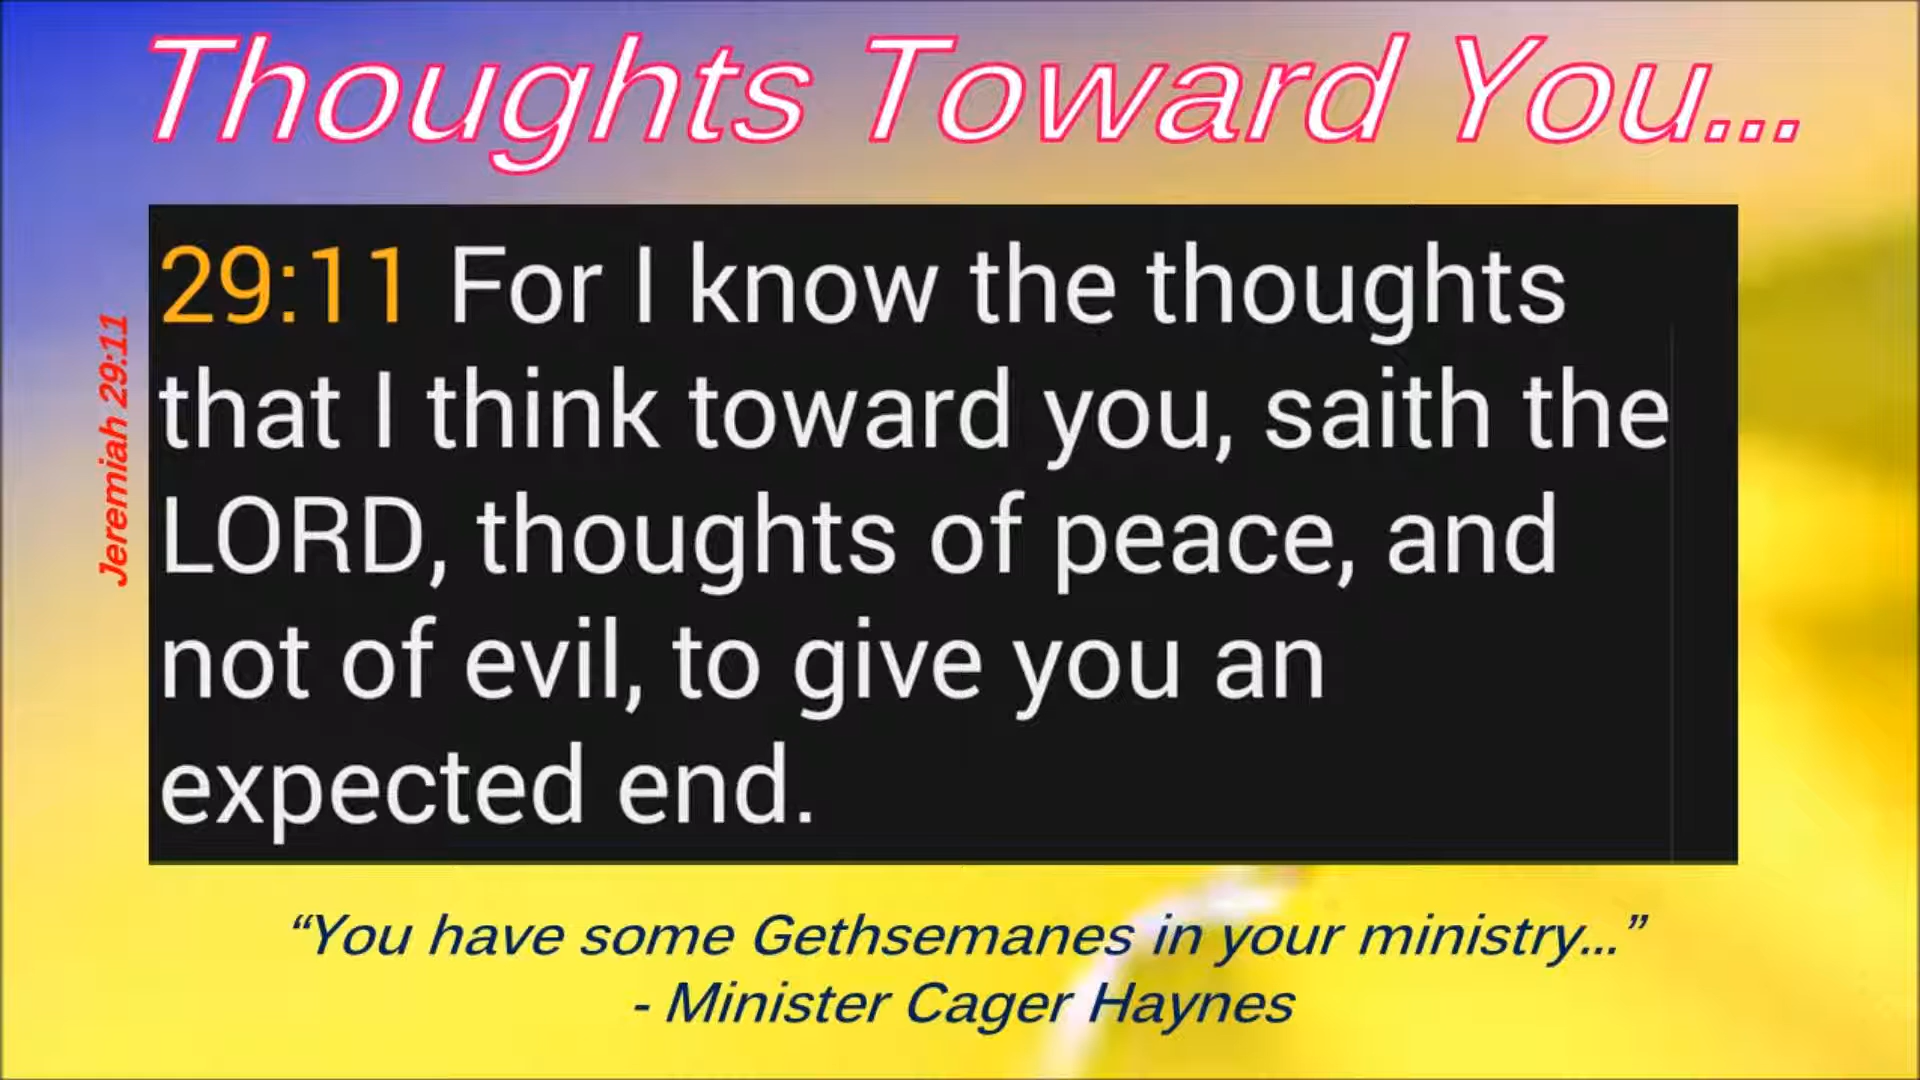 Thoughts Toward You...
Jeremiah 29:11
29:11 For I know the thoughts
that I think toward you, saith the
LORD, thoughts of peace, and
not of evil, to give you an
expected end.
“You have some Gethsemanes in your ministry...”
- Minister Cager Haynes